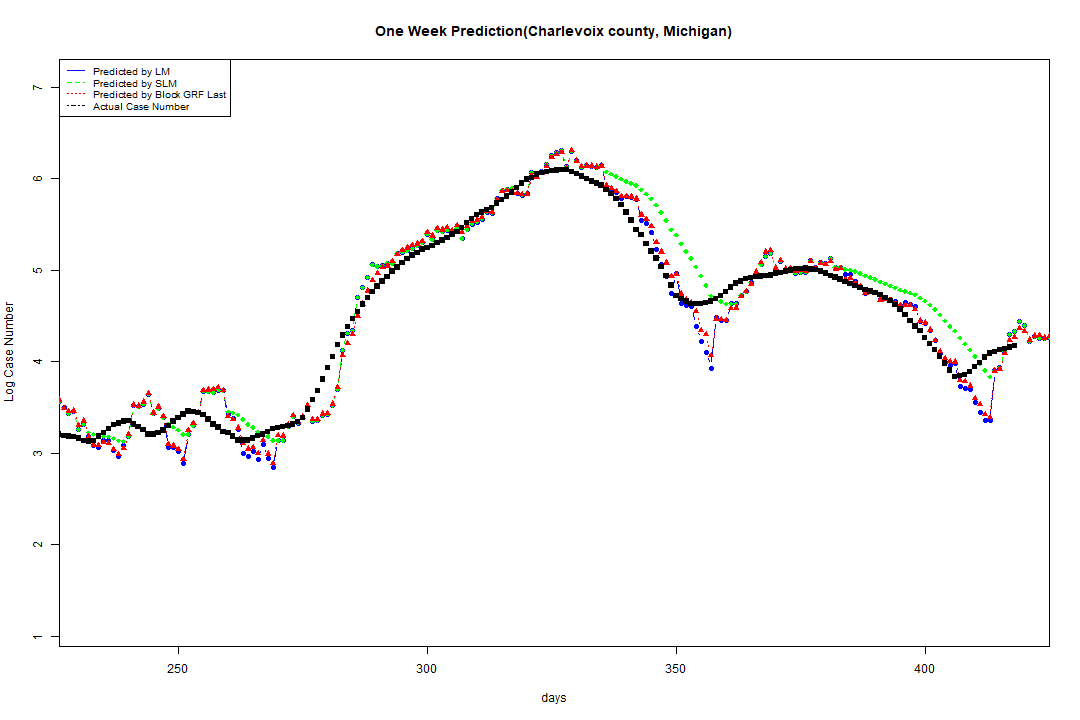 One Week Prediction(Charlevoix county, Michigan)
Predicted by LM
Predicted by SLM
Predicted by Block GRF Last
Actual Case Number
7
6
5
4
3
2
1
Log Case Number
250
300
350
400
days